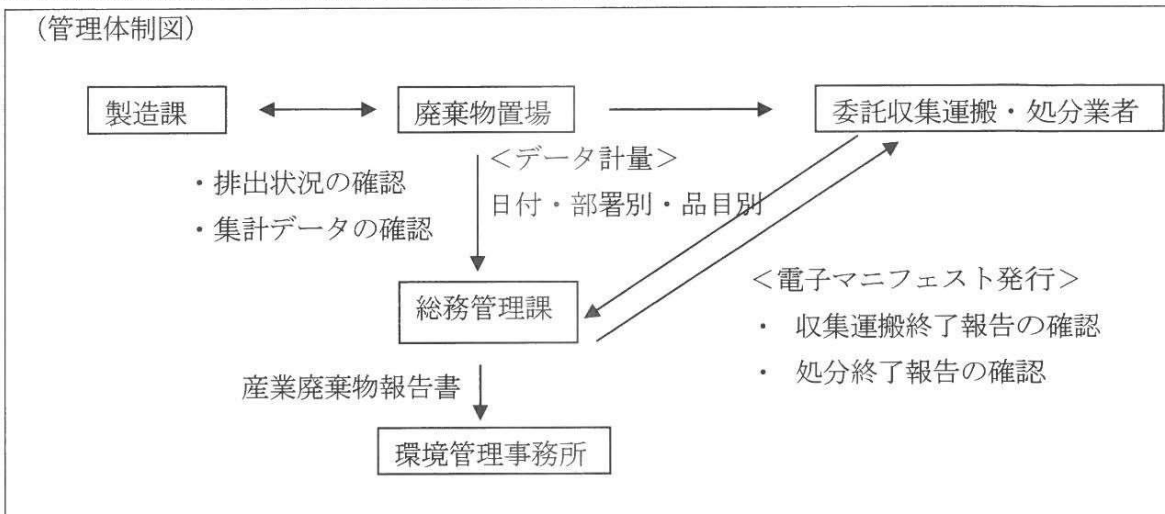 （管理体制図）
製造課
廃棄物置場
委託収集運搬・処分業者
＜データ計量＞
・排出状況の確認
日付・部署別・品目別
・集計データの確認
＜電子マニフェスト発行＞
総務管理課
・ 収集運搬終了報告の確認
・ 処分終了報告の確認
産業廃棄物報告書
環境管理事務所